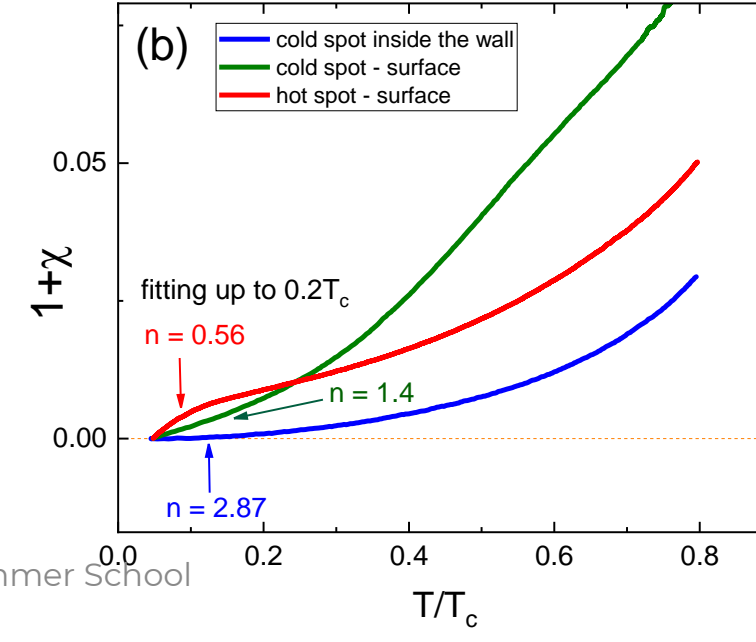 (b)
cold spot inside the wall
cold spot - surface
hot spot - surface
0.05
1+χ
fitting up to 0.2Tc
n = 0.56
n = 1.4
0.00
n = 2.87
0.0 0.2 0.4 0.6 0.8
mmer School
T/Tc